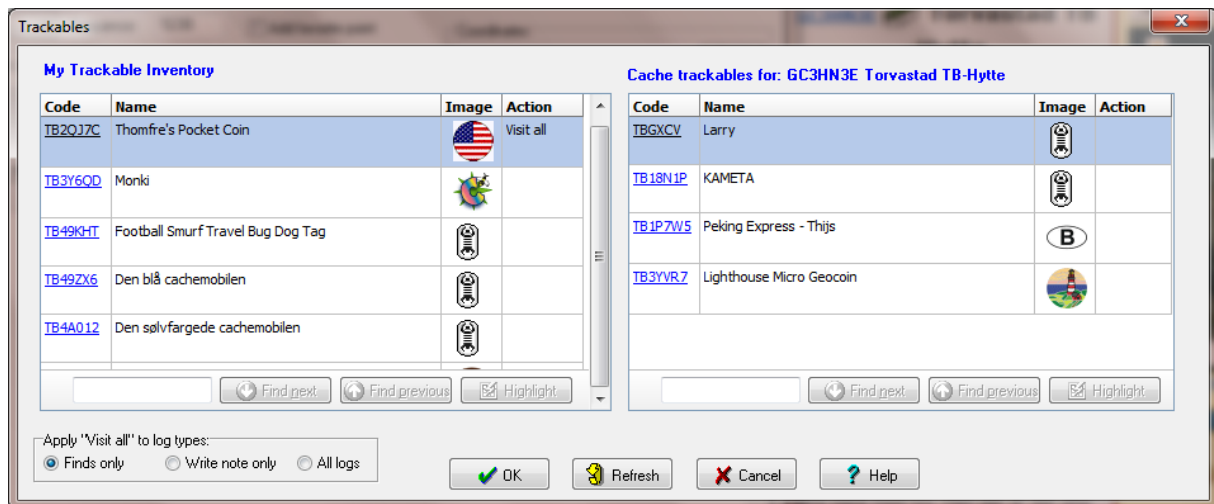 Trackables
My Trackable Inventory
Code Name Image Action
TB2QJ7C Thomfre's Pocket Coin Visit all
TB3Y6QD Monki
TB49KHT Football Smurf Travel Bug Dog Tag
TB49ZX6 Den blå cachemobilen
TB4A012 Den sølvfargede cachemobilen
Find next Find previous Highlight
Cache trackables for: GC3HN3E Torvastad TB-Hytte
Code Name Image Action
TBGXCV Larry
TB18N1P KAMETA
TB1P7W5 Peking Express - Thijs B
TB3YVR7 Lighthouse Micro Geocoin
Find next Find previous Highlight
Apply "Visit all" to log types:
Finds only Write note only All logs
OK Refresh Cancel Help